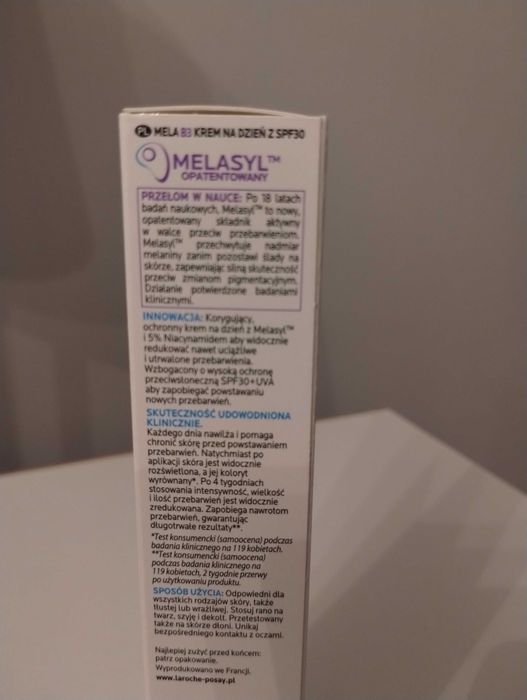 PL MELA B3 KREM NA DZIEŃ Z SPF30
MELASYL™
OPATENTOWANY
PRZEŁOM W NAUCE: Po 18 latach
badań naukowych, Melasyl™ to nowy,
opatentowany składnik aktywny
w walce przeciw przebarwieniom.
Melasyl™ przechwytuje nadmiar
melaniny zanim pozostawi ślady na
skórze, zapewniając silną skuteczność
przeciw zmianom pigmentacyjnym.
Działanie potwierdzone badaniami
klinicznymi.
INNOWACJA: Korygujący,
ochronny krem na dzień z Melasyl™
i 5% Niacynamidem aby widocznie
redukować nawet uciążliwe
i utrwalone przebarwienia.
Wzbogacony o wysoką ochronę
przeciwsłoneczną SPF30+UVA
aby zapobiegać powstawaniu
nowych przebarwień.
SKUTECZNOŚĆ UDOWODNIONA
KLINICZNIE.
Każdego dnia nawilża i pomaga
chronić skórę przed powstawaniem
przebarwień. Natychmiast po
aplikacji skóra jest widocznie
rozświetlona, a jej koloryt
wyrównany*. Po 4 tygodniach
stosowania intensywność, wielkość
i ilość przebarwień jest widocznie
zredukowana. Zapobiega nawrotom
przebarwień, gwarantując
długotrwałe rezultaty**.
*Test konsumencki (samoocena) podczas
badania klinicznego na 119 kobietach.
**Test konsumencki (samoocena)
podczas badania klinicznego na
119 kobietach, 2 tygodnie przerwy
po użytkowaniu produktu.
SPOSÓB UŻYCIA: Odpowiedni dla
wszystkich rodzajów skóry, także
tłustej lub wrażliwej. Stosuj rano na
twarz, szyję i dekolt. Przetestowany
także na skórze dłoni. Unikaj
bezpośredniego kontaktu z oczami.
Najlepiej zużyć przed końcem:
patrz opakowanie.
Wyprodukowano we Francji.
www.laroche-posay.pl